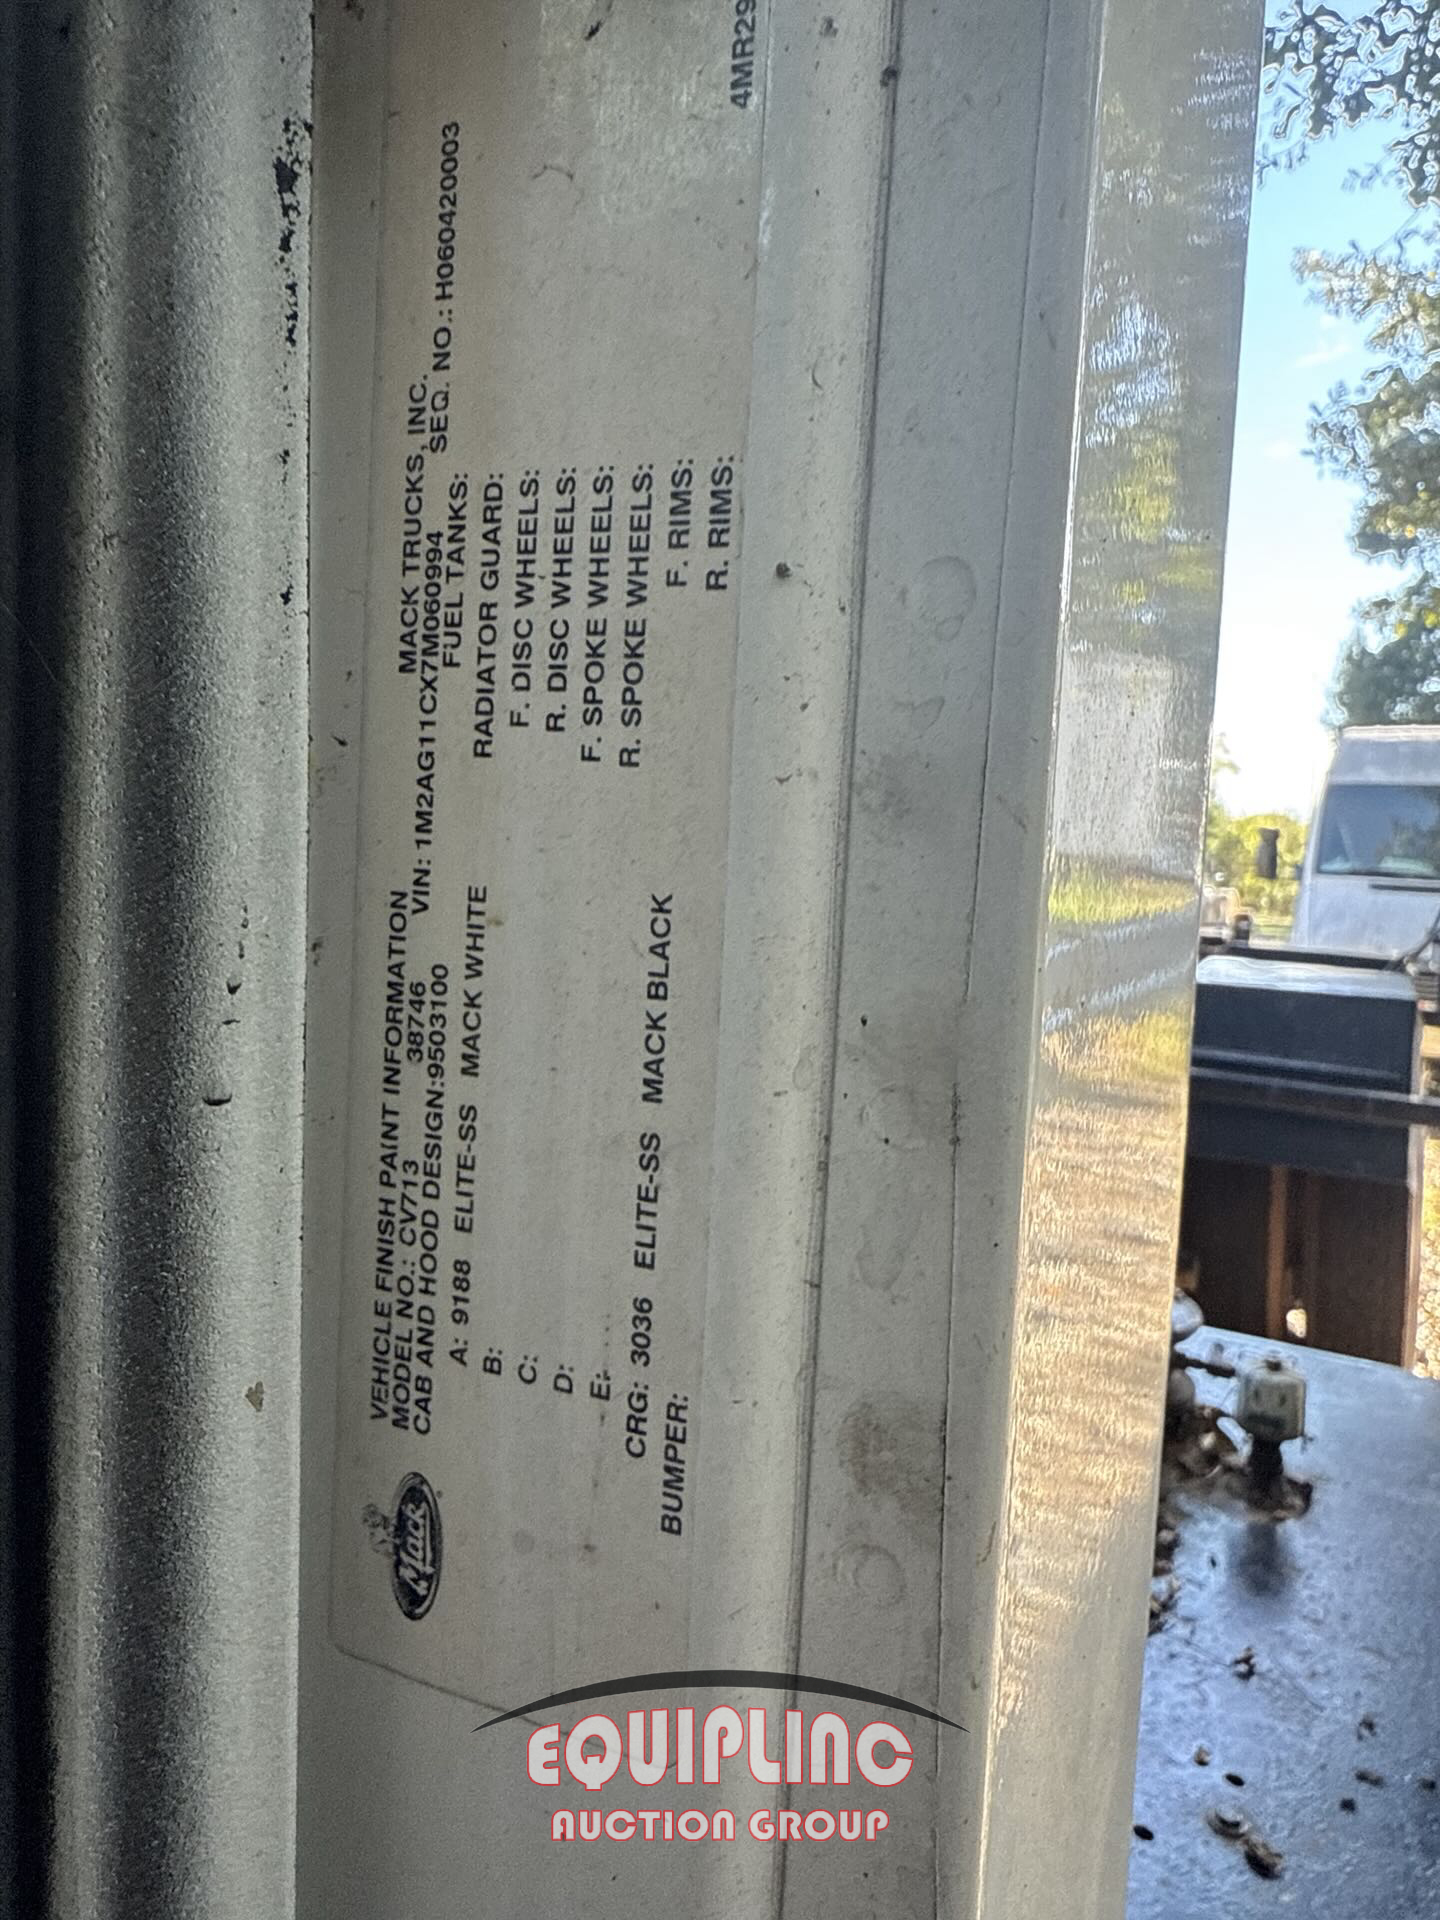 Mack
VEHICLE FINISH PAINT INFORMATION MACK TRUCKS, INC.
MODEL NO.: CV713 38746 VIN: 1M2AG11CX7M060994 SEQ. NO.: H060420003
CAB AND HOOD DESIGN:9503100 FUEL TANKS:
A: 9188 ELITE-SS MACK WHITE RADIATOR GUARD:
B: F. DISC WHEELS:
C: R. DISC WHEELS:
D: F. SPOKE WHEELS:
E: R. SPOKE WHEELS:
CRG: 3036 ELITE-SS MACK BLACK F. RIMS:
BUMPER: R. RIMS:
4MR29
EQUIPLINC
AUCTION GROUP